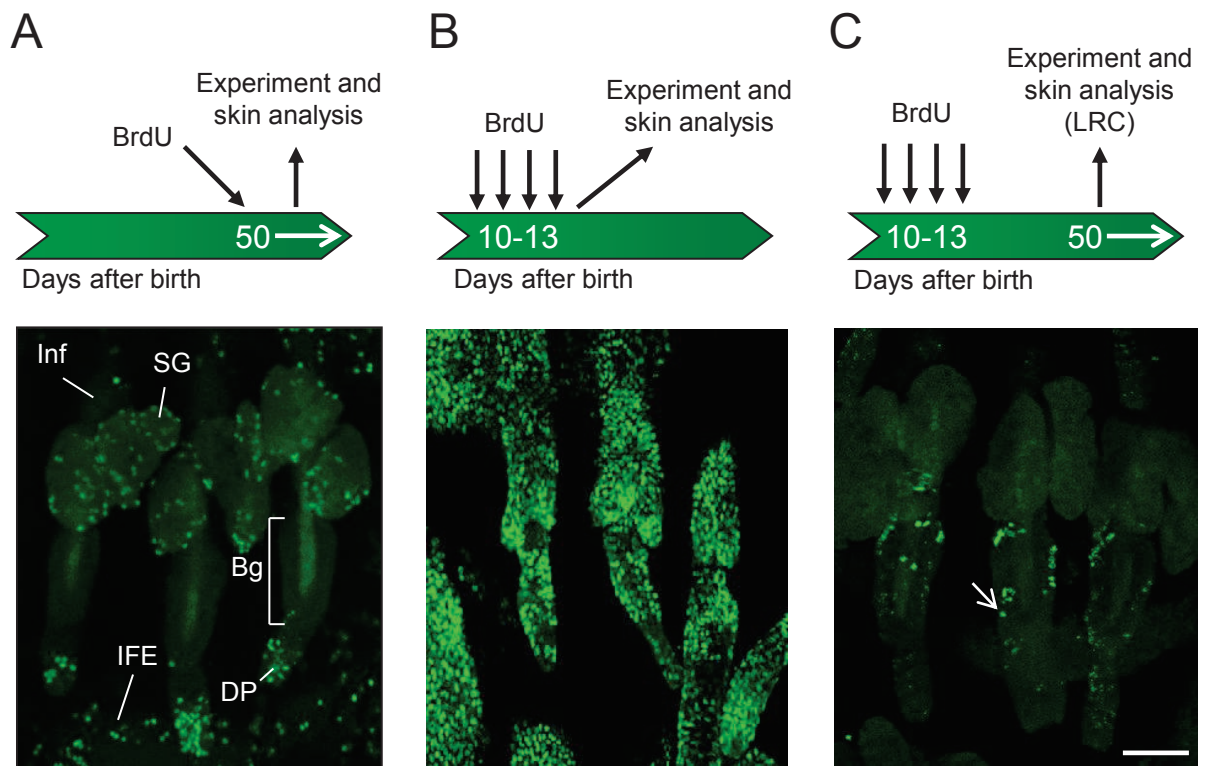 A
Experiment and
skin analysis
BrdU
50
Days after birth
Inf
SG
Bg
IFE
DP
B
BrdU
Experiment and
skin analysis
10-13
Days after birth
C
BrdU
Experiment and
skin analysis
(LRC)
10-13
50
Days after birth